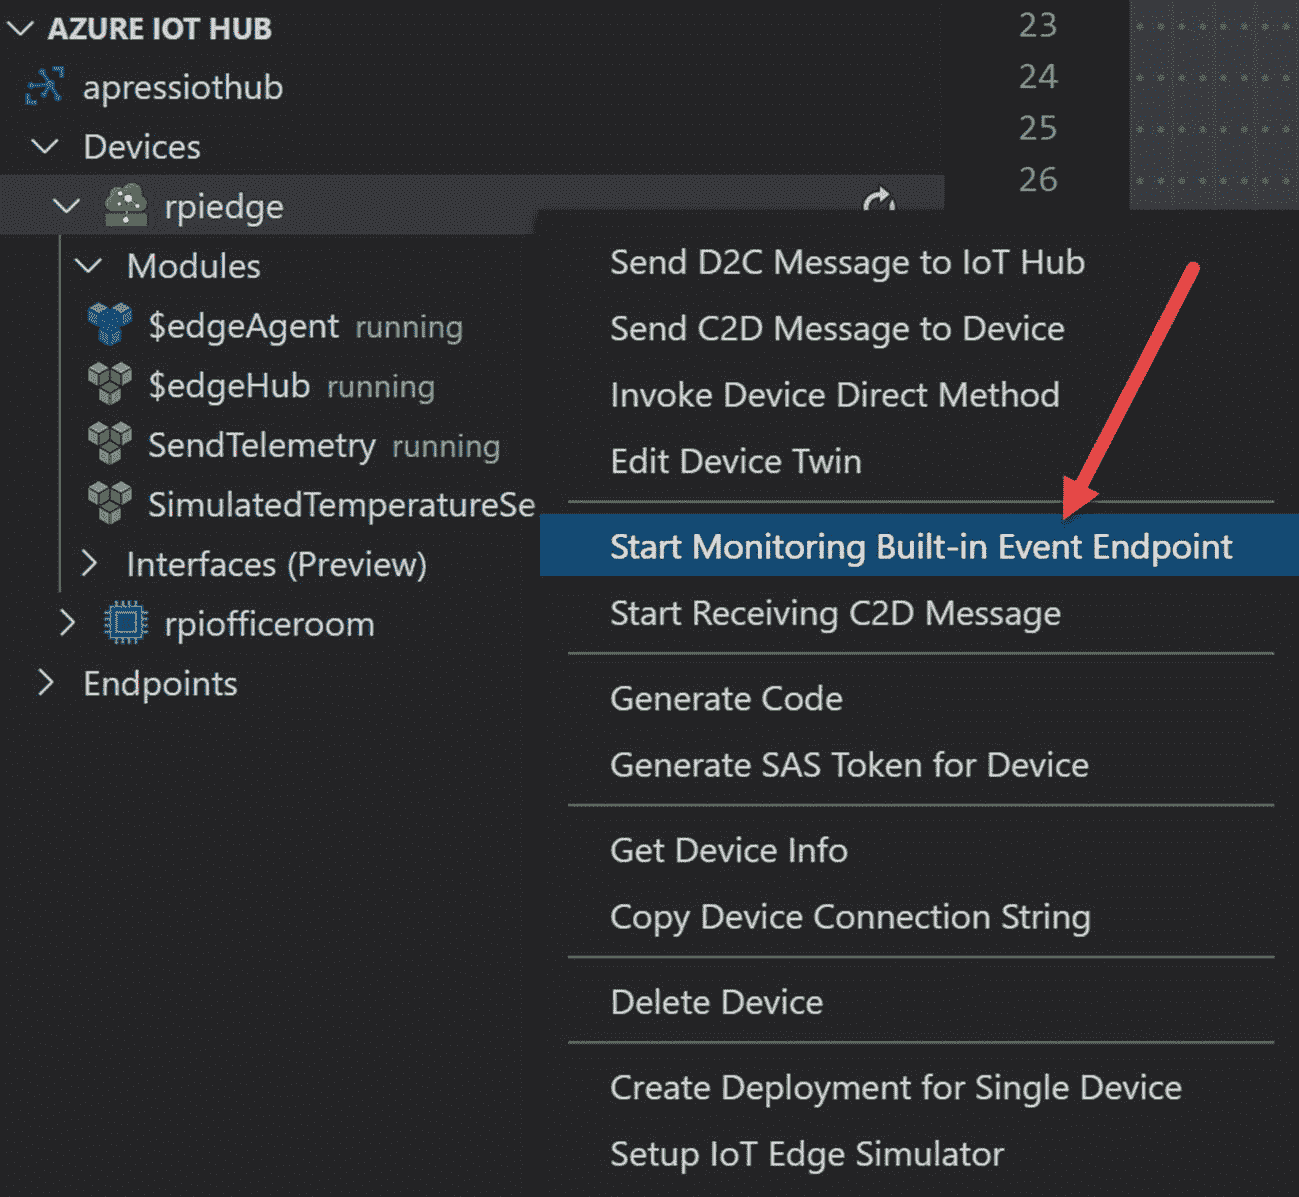 AZURE IOT HUB
apressiothub
Devices
rpiedge
Modules
$edgeAgent running
$edgeHub running
SendTelemetry running
SimulatedTemperatureSe
Interfaces (Preview)
rpiofficeroom
Endpoints
23
24
25
26
Send D2C Message to IoT Hub
Send C2D Message to Device
Invoke Device Direct Method
Edit Device Twin
Start Monitoring Built-in Event Endpoint
Start Receiving C2D Message
Generate Code
Generate SAS Token for Device
Get Device Info
Copy Device Connection String
Delete Device
Create Deployment for Single Device
Setup IoT Edge Simulator